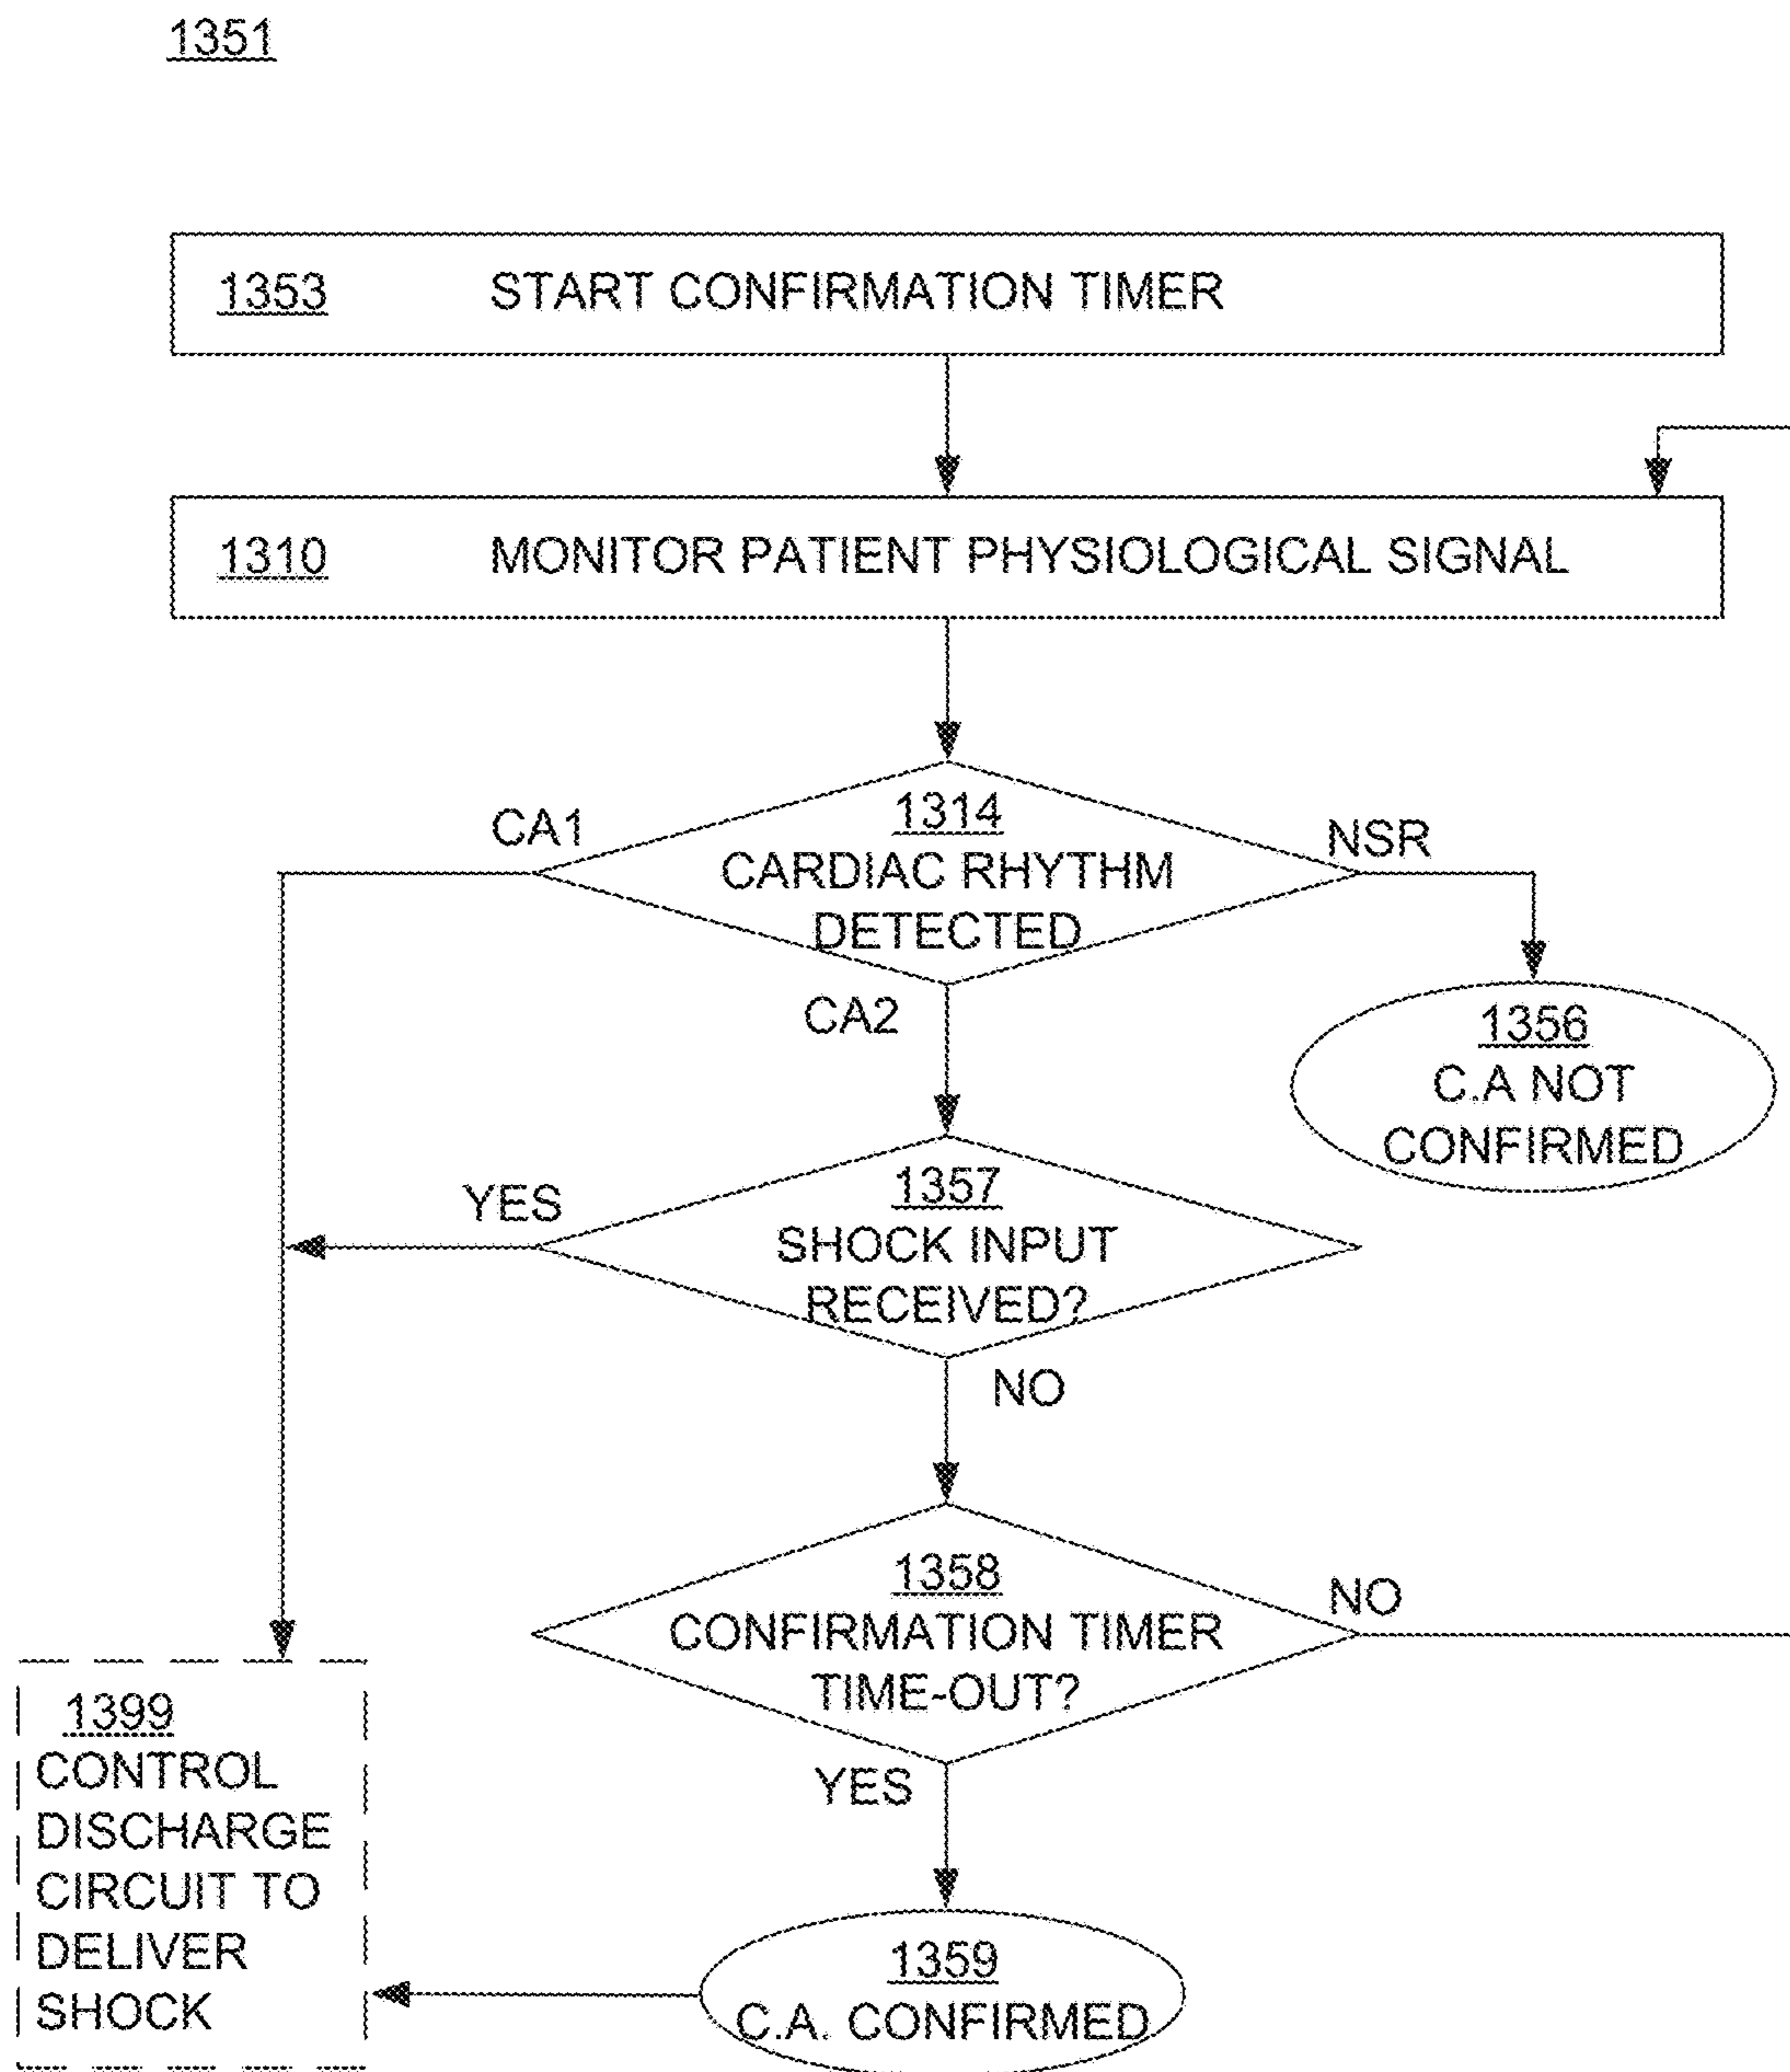 1351
1353 START CONFIRMATION TIMER
1310 MONITOR PATIENT PHYSIOLOGICAL SIGNAL
CA1
1314
CARDIAC RHYTHM
DETECTED
NSR
CA2
1356
C.A NOT
CONFIRMED
YES
1357
SHOCK INPUT
RECEIVED?
NO
1358
CONFIRMATION TIMER
TIME-OUT?
NO
YES
1399
CONTROL
DISCHARGE
CIRCUIT TO
DELIVER
SHOCK
1359
C.A. CONFIRMED